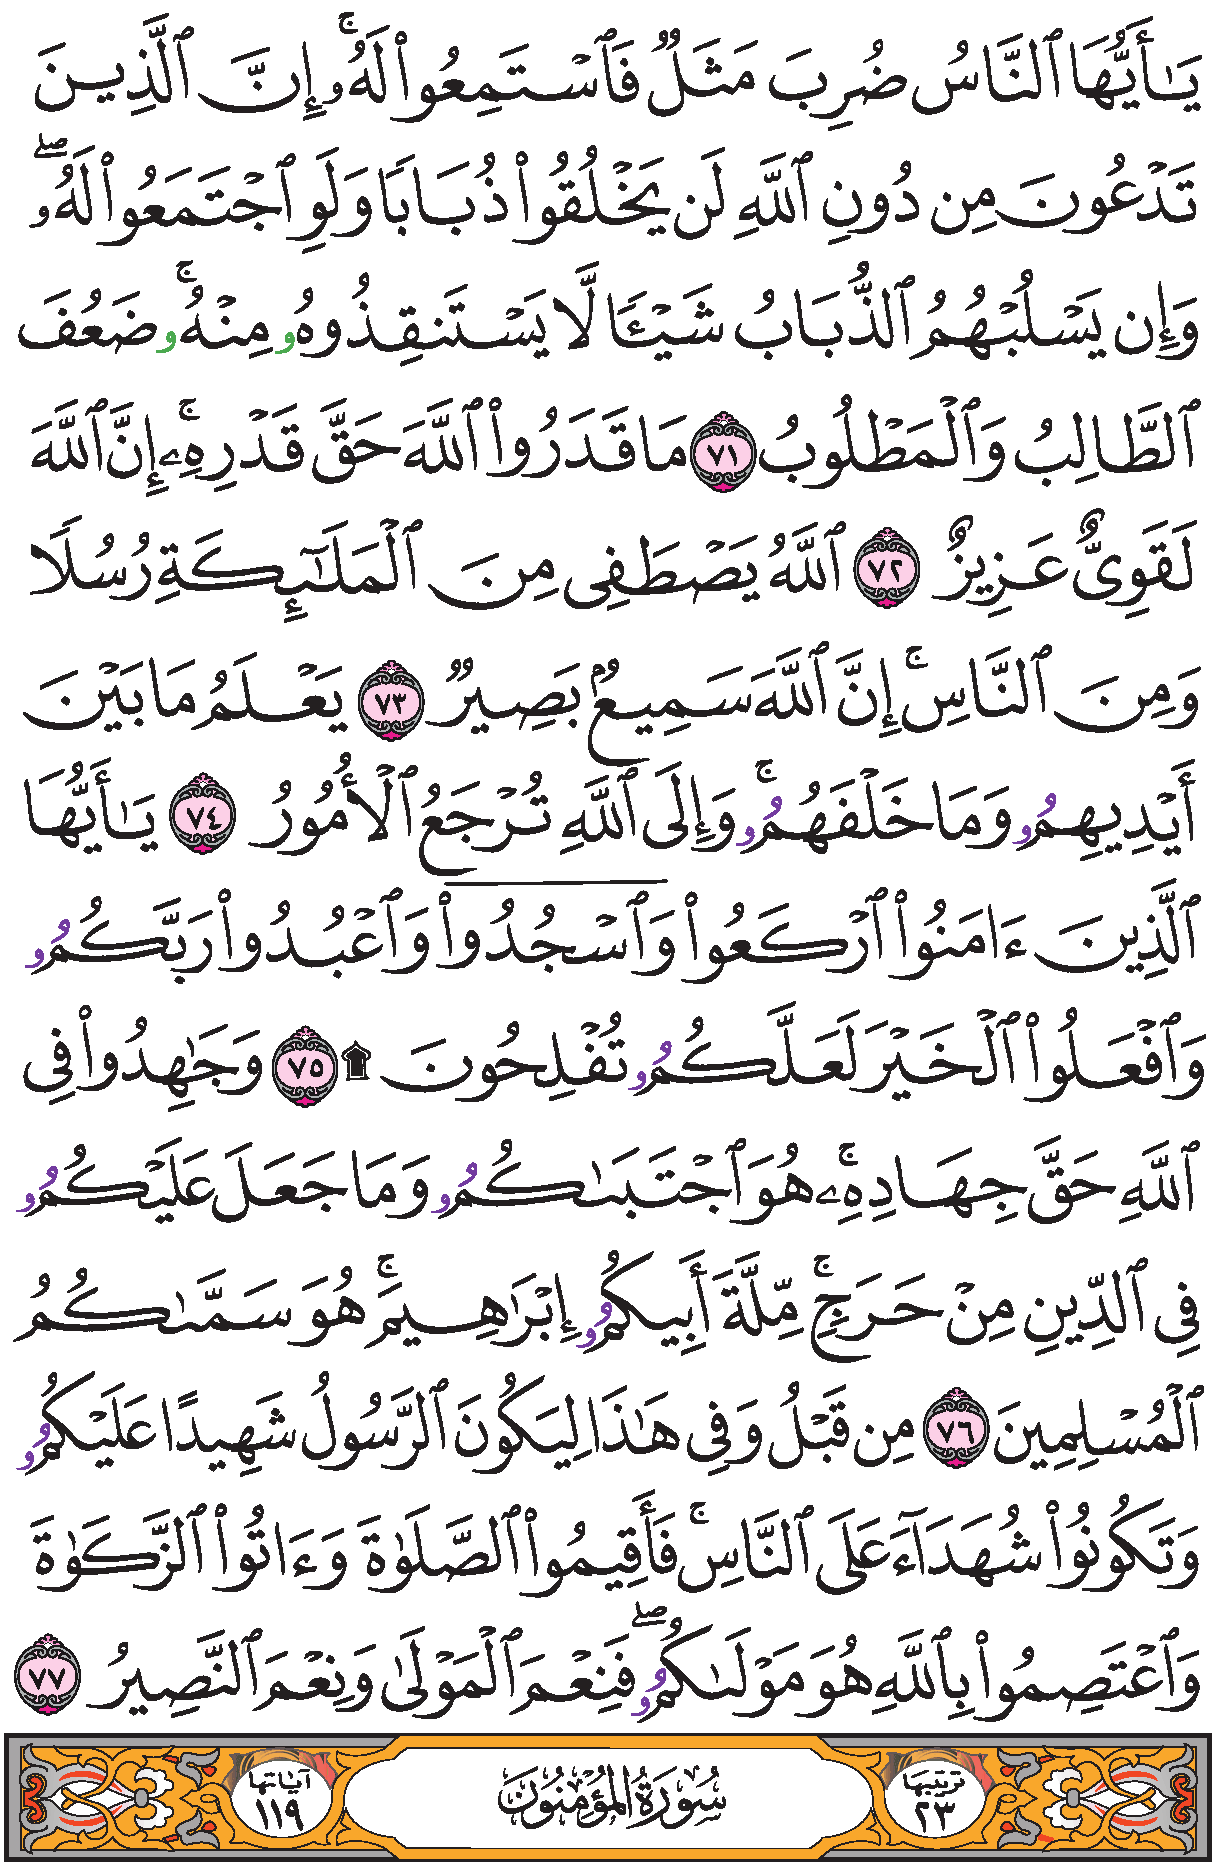 يَـٰٓأَيُّهَا ٱلنَّاسُ ضُرِبَ مَثَلٌ فَٱسْتَمِعُوا۟ لَهُۥٓ ۚ إِنَّ ٱلَّذِينَ
تَدْعُونَ مِن دُونِ ٱللَّهِ لَن يَخْلُقُوا۟ ذُبَابًا وَلَوِ ٱجْتَمَعُوا۟ لَهُۥ ۖ
وَإِن يَسْلُبْهُمُ ٱلذُّبَابُ شَيْـًٔا لَّا يَسْتَنقِذُوهُۥ مِنْهُۥ ۚ ضَعُفَ
ٱلطَّالِبُ وَٱلْمَطْلُوبُ ٧١ مَا قَدَرُوا۟ ٱللَّهَ حَقَّ قَدْرِهِۦٓ ۚ إِنَّ ٱللَّهَ
لَقَوِىٌّ عَزِيزٌ ٧٢ ٱللَّهُ يَصْطَفِى مِنَ ٱلْمَلَـٰٓئِكَةِ رُسُلًا
وَمِنَ ٱلنَّاسِ ۚ إِنَّ ٱللَّهَ سَمِيعٌۢ بَصِيرٌ ٧٣ يَعْلَمُ مَا بَيْنَ
أَيْدِيهِمُۥ وَمَا خَلْفَهُمُۥ ۚ وَإِلَى ٱللَّهِ تُرْجَعُ ٱلْأُمُورُ ٧٤ يَـٰٓأَيُّهَا
ٱلَّذِينَ ءَامَنُوا۟ ٱرْكَعُوا۟ وَٱسْجُدُوا۟ وَٱعْبُدُوا۟ رَبَّكُمُۥ
وَٱفْعَلُوا۟ ٱلْخَيْرَ لَعَلَّكُمُۥ تُفْلِحُونَ ۩ ٧٥ وَجَـٰهِدُوا۟ فِى
ٱللَّهِ حَقَّ جِهَادِهِۦ ۚ هُوَ ٱجْتَبَىٰكُمُۥ وَمَا جَعَلَ عَلَيْكُمُۥ
فِى ٱلدِّينِ مِنْ حَرَجٍ ۚ مِّلَّةَ أَبِيكُمُۥ إِبْرَٰهِيمَ ۚ هُوَ سَمَّىٰكُمُ
ٱلْمُسْلِمِينَ ٧٦ مِن قَبْلُ وَفِى هَـٰذَا لِيَكُونَ ٱلرَّسُولُ شَهِيدًا عَلَيْكُمُۥ
وَتَكُونُوا۟ شُهَدَآءَ عَلَى ٱلنَّاسِ ۚ فَأَقِيمُوا۟ ٱلصَّلَوٰةَ وَءَاتُوا۟ ٱلزَّكَوٰةَ
وَٱعْتَصِمُوا۟ بِٱللَّهِ هُوَ مَوْلَىٰكُمُۥ ۖ فَنِعْمَ ٱلْمَوْلَىٰ وَنِعْمَ ٱلنَّصِيرُ ٧٧
ترتيبها ٢٣ سُورَةُ المُؤْمِنُونَ آياتها ١١٩